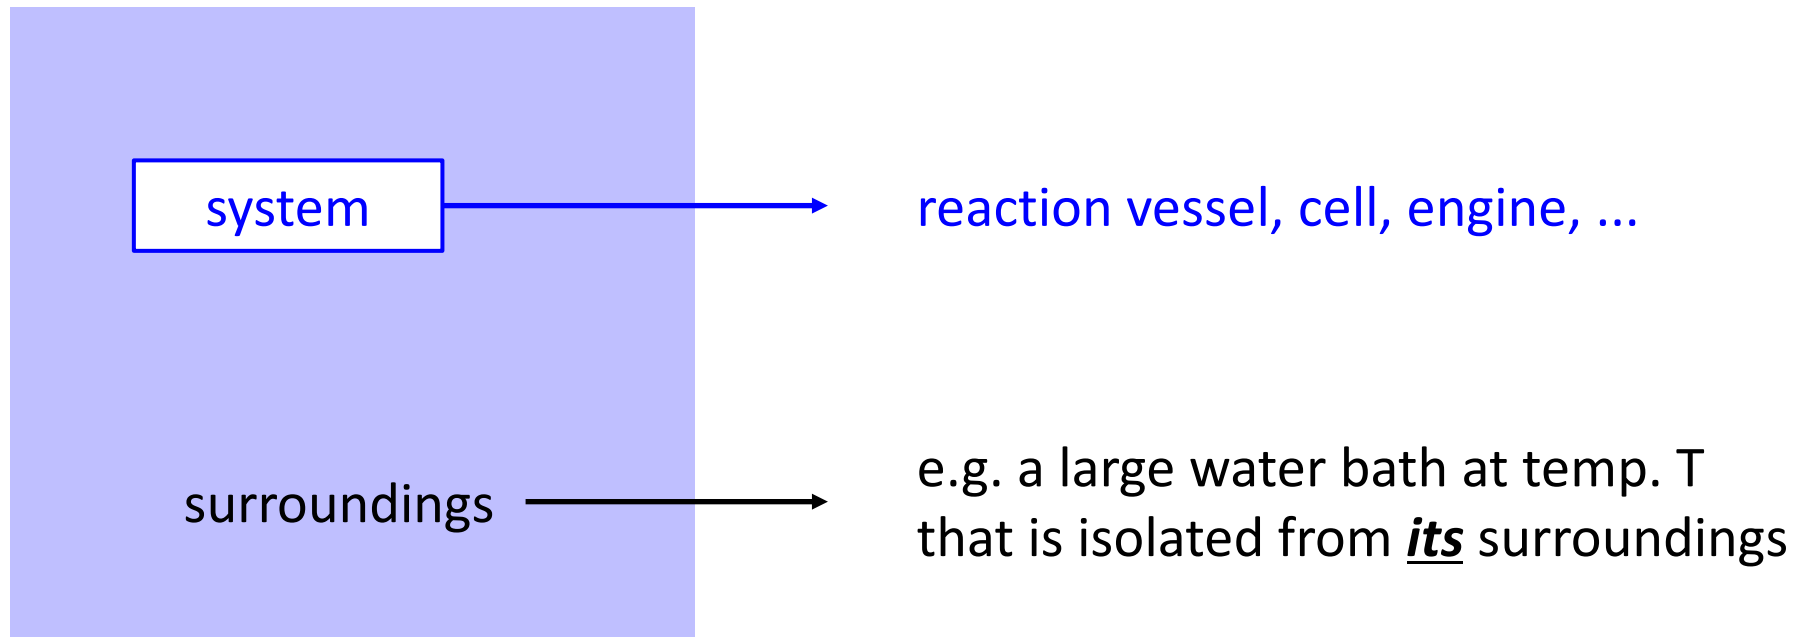 system
reaction vessel, cell, engine, ...
surroundings
e.g. a large water bath at temp. T
that is isolated from its surroundings